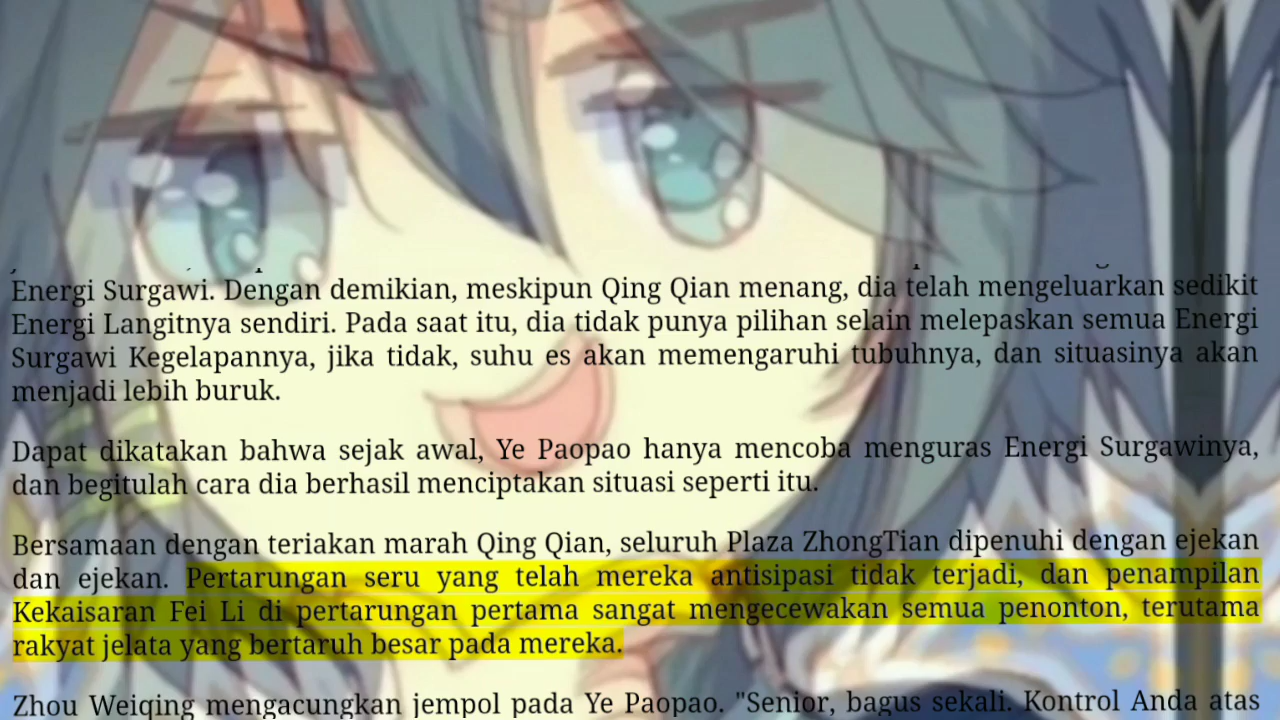 Energi Surgawi. Dengan demikian, meskipun Qing Qian menang, dia telah mengeluarkan sedikit
Energi Langitnya sendiri. Pada saat itu, dia tidak punya pilihan selain melepaskan semua Energi
Surgawi Kegelapannya, jika tidak, suhu es akan memengaruhi tubuhnya, dan situasinya akan
menjadi lebih buruk.
Dapat dikatakan bahwa sejak awal, Ye Paopao hanya mencoba menguras Energi Surgawinya,
dan begitulah cara dia berhasil menciptakan situasi seperti itu.
Bersamaan dengan teriakan marah Qing Qian, seluruh Plaza ZhongTian dipenuhi dengan ejekan
dan ejekan. Pertarungan seru yang telah mereka antisipasi tidak terjadi, dan penampilan
Kekaisaran Fei Li di pertarungan pertama sangat mengecewakan semua penonton, terutama
rakyat jelata yang bertaruh besar pada mereka.
Zhou Weiqing mengacungkan jempol pada Ye Paopao. "Senior, bagus sekali. Kontrol Anda atas